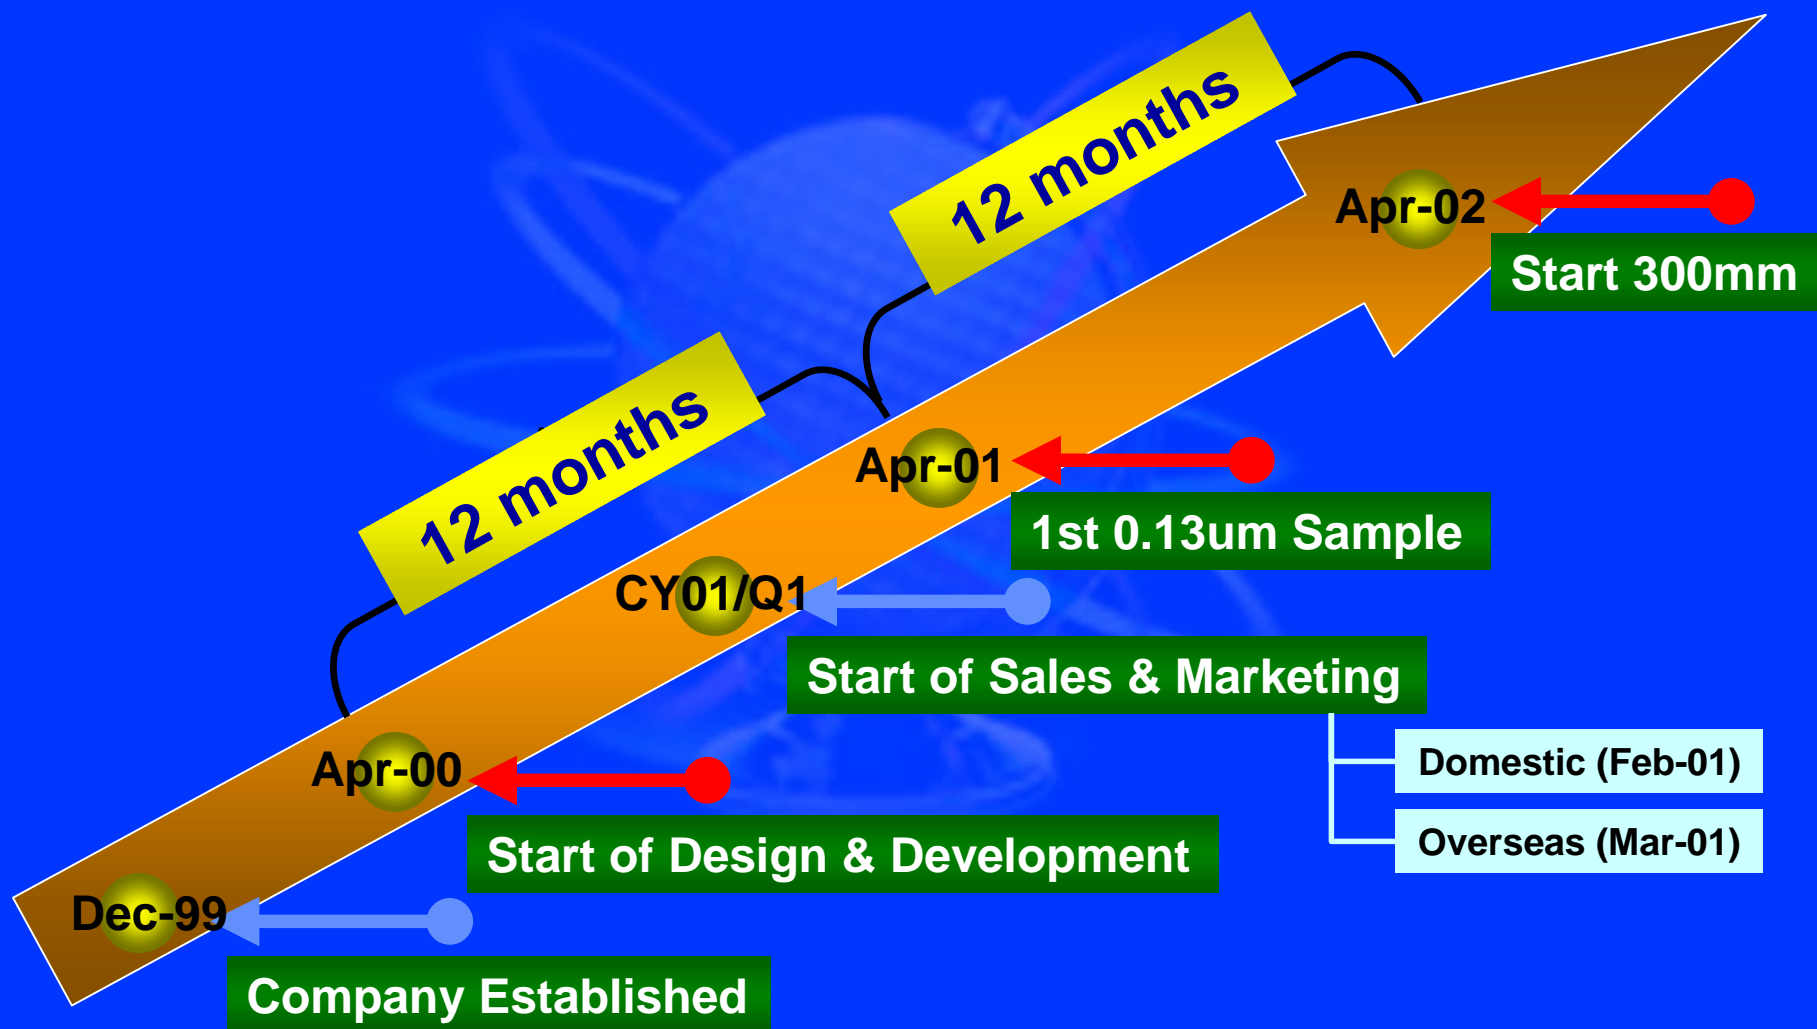 12 months
12 months
Apr-02
Start 300mm
Apr-01
1st 0.13um Sample
CY01/Q1
Start of Sales & Marketing
Domestic (Feb-01)
Overseas (Mar-01)
Apr-00
Start of Design & Development
Dec-99
Company Established